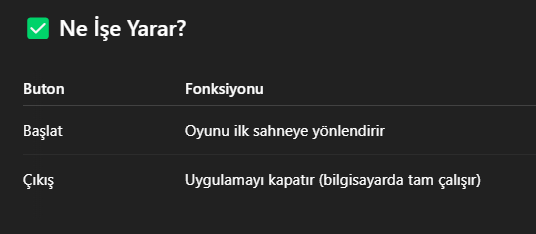 ✅ Ne İşe Yarar?
Buton Fonksiyonu
Başlat Oyunu ilk sahneye yönlendirir
Çıkış Uygulamayı kapatır (bilgisayarda tam çalışır)